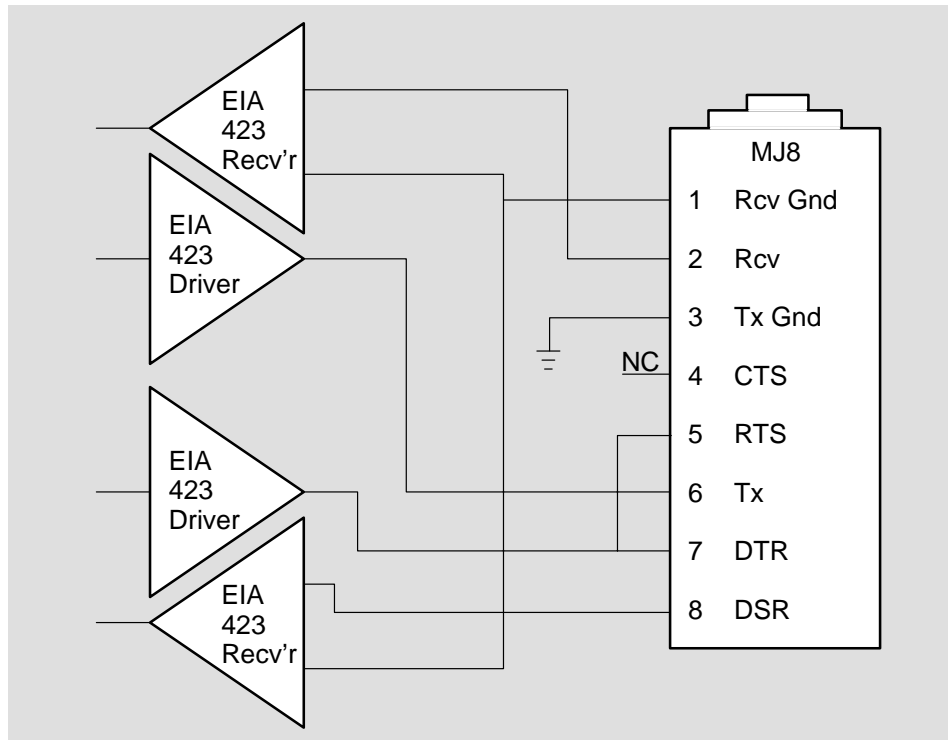 EIA
423
Recv’r
EIA
423
Driver
EIA
423
Driver
EIA
423
Recv’r
NC
MJ8
1 Rcv Gnd
2 Rcv
3 Tx Gnd
4 CTS
5 RTS
6 Tx
7 DTR
8 DSR